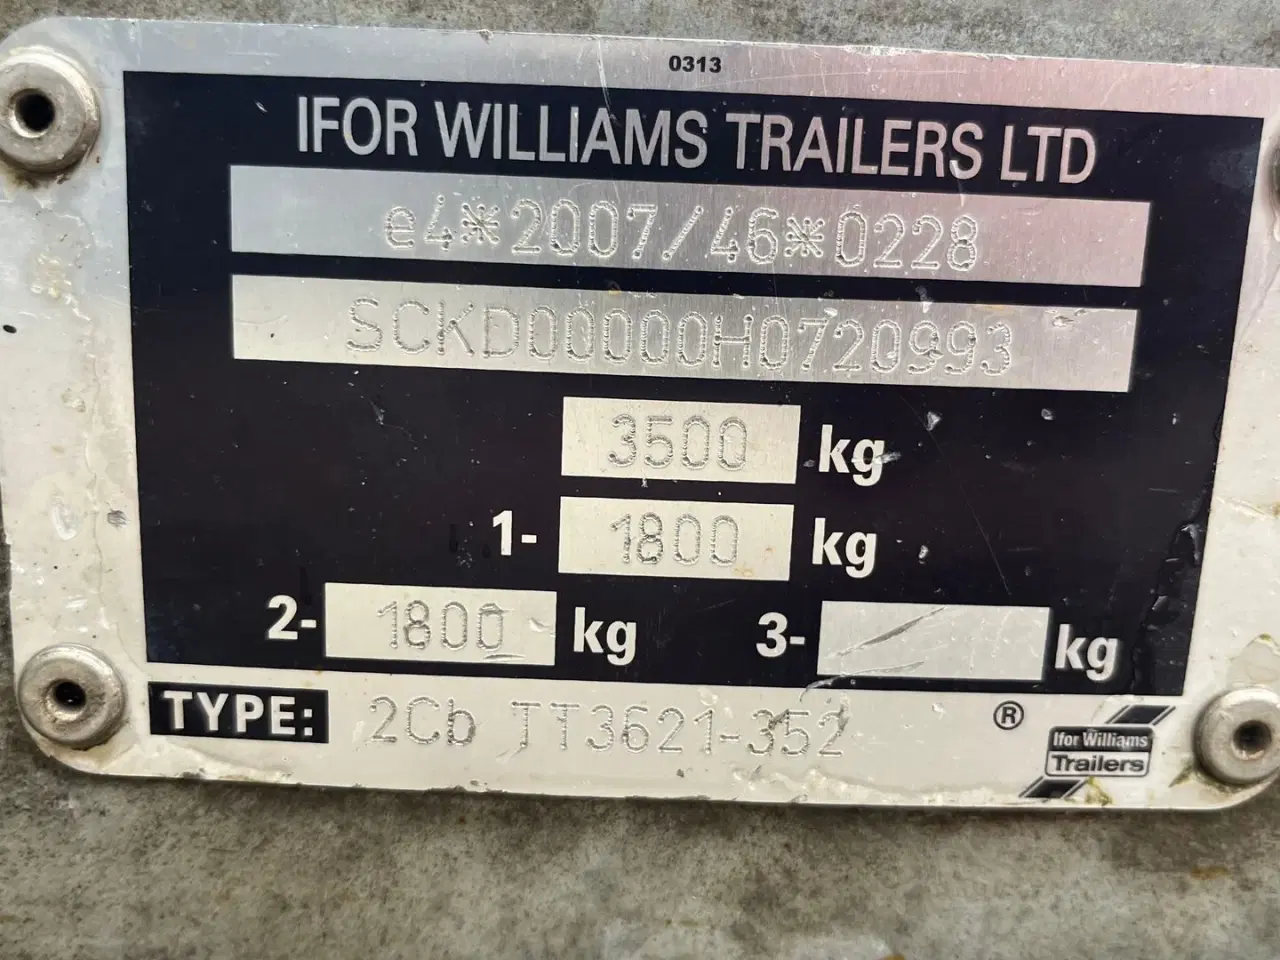 0313
IFOR WILLIAMS TRAILERS LTD
e4*2007/46*0228
SCKD00000H0720993
3500 kg
1- 1800 kg
2- 1800 kg 3- kg
TYPE: 2Cb TT3621-352 ®
Ifor Williams
Trailers